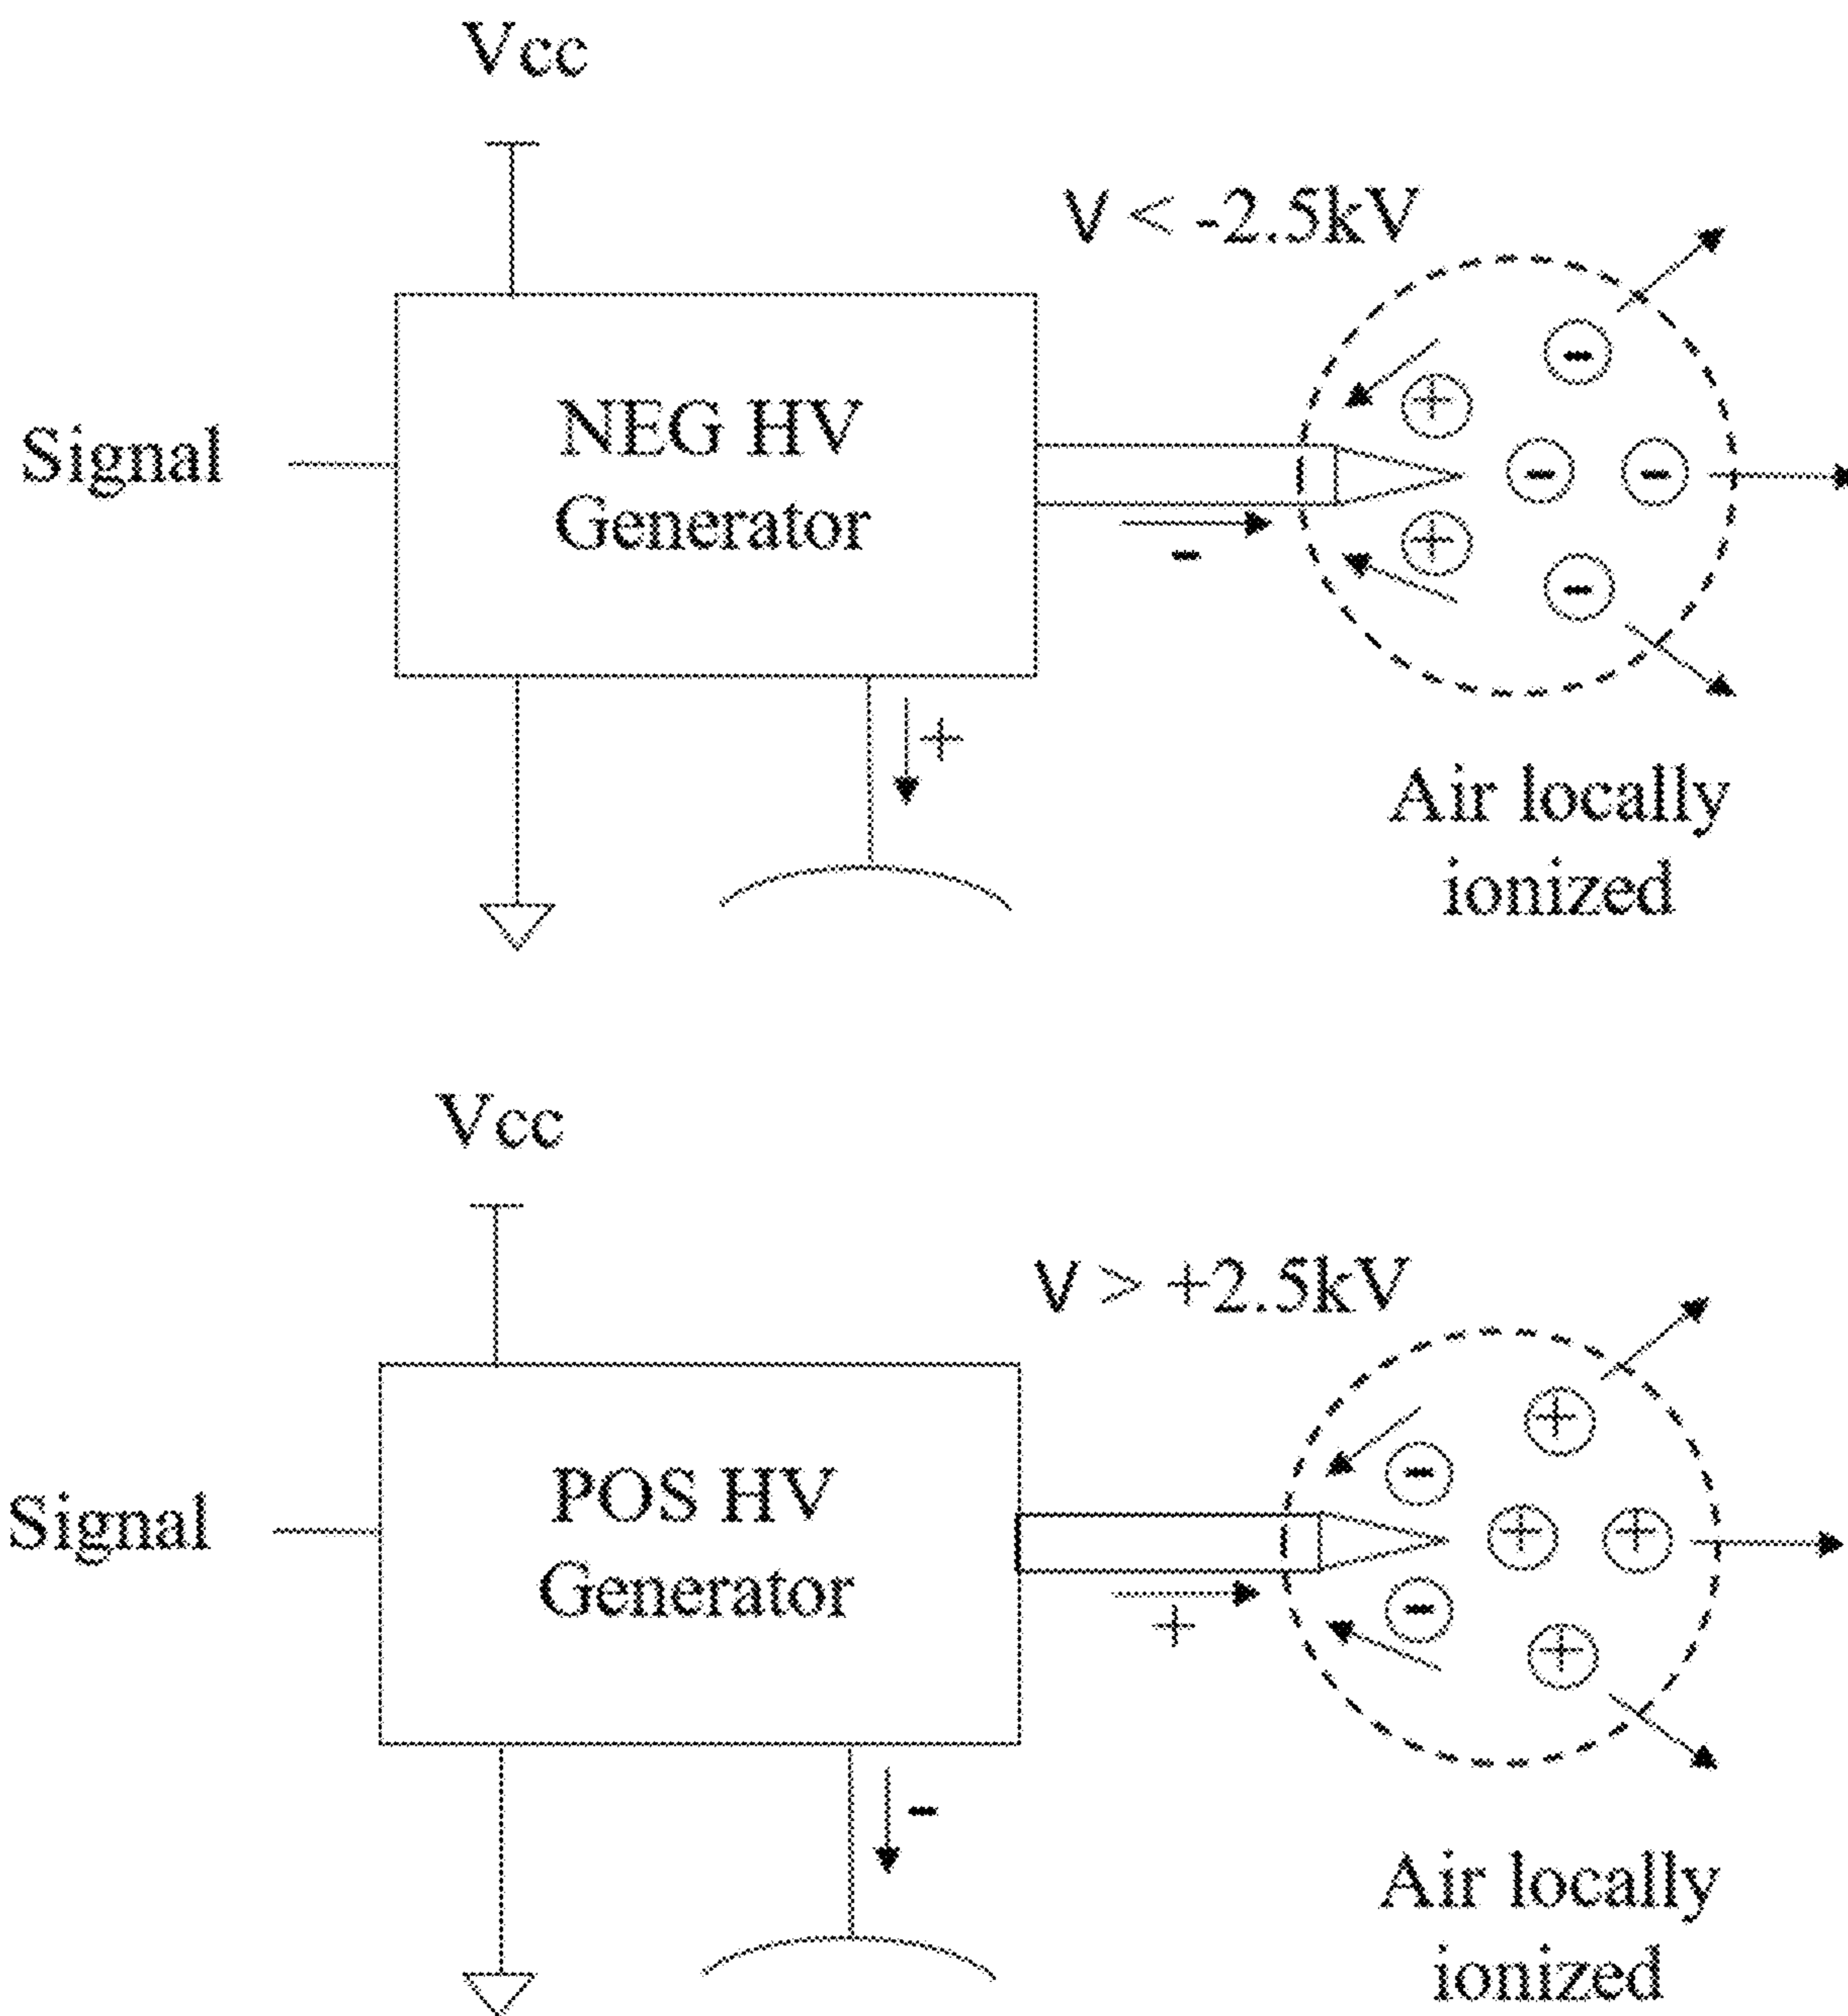 Vcc
V < -2.5kV
Signal
NEG HV
Generator
-
+
+
+
-
-
-
-
Air locally
ionized
Vcc
V > +2.5kV
Signal
POS HV
Generator
+
-
-
-
+
+
+
+
Air locally
ionized